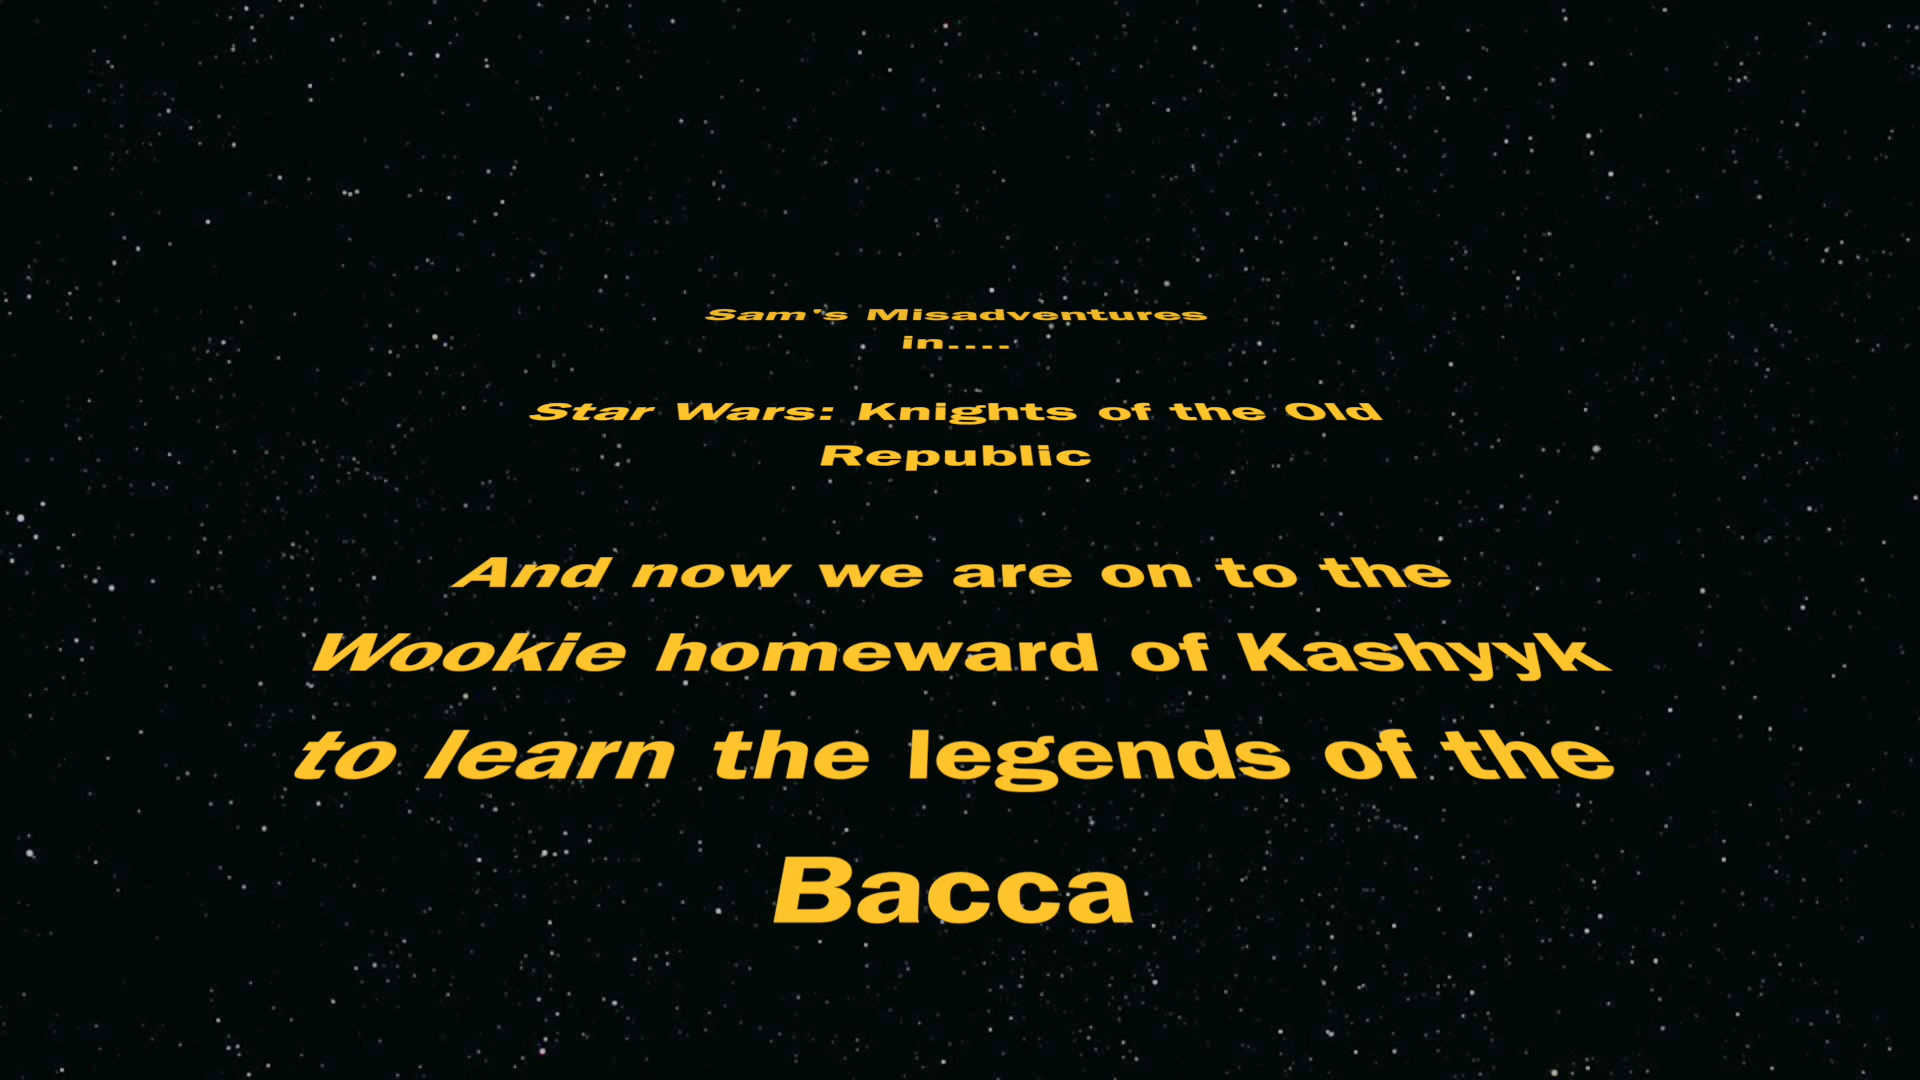 Sam's Misadventures
in....
Star Wars: Knights of the Old
Republic
And now we are on to the
Wookie homeward of Kashyyk
to learn the legends of the
Bacca